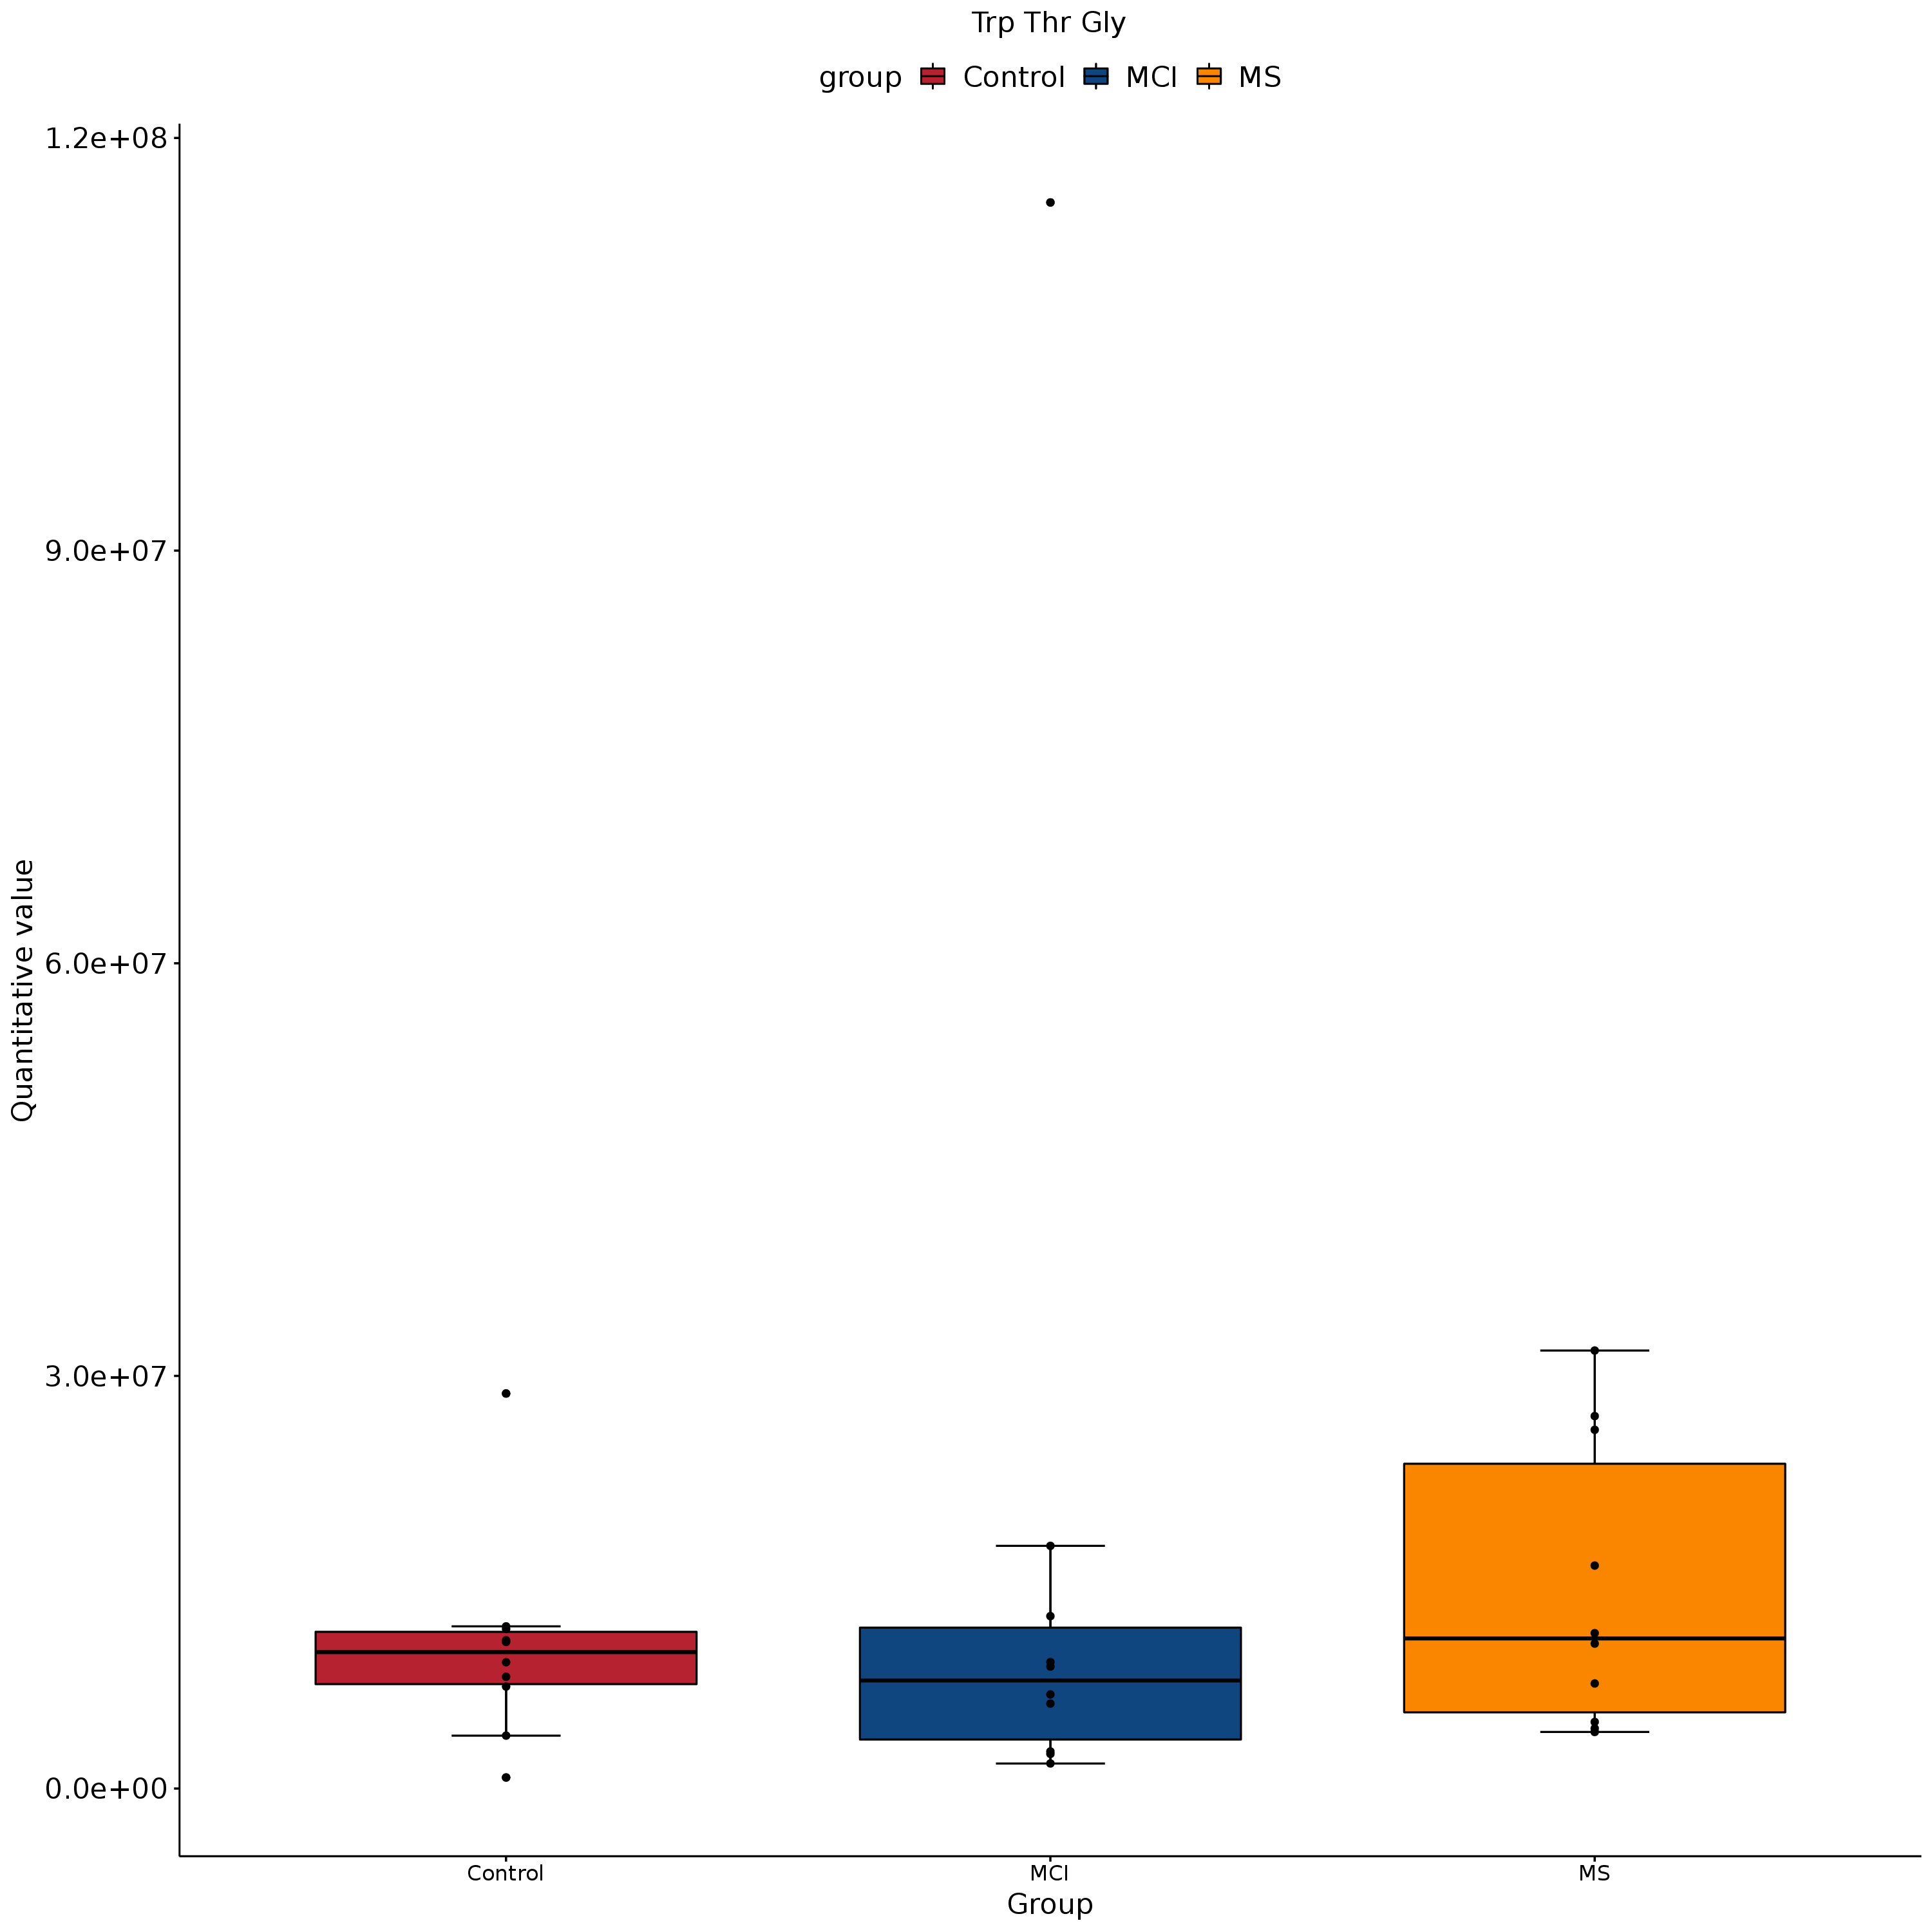 Trp Thr Gly
group Control MCI MS
1.2e+08
9.0e+07
6.0e+07
3.0e+07
0.0e+00
Quantitative value
Control MCI MS
Group